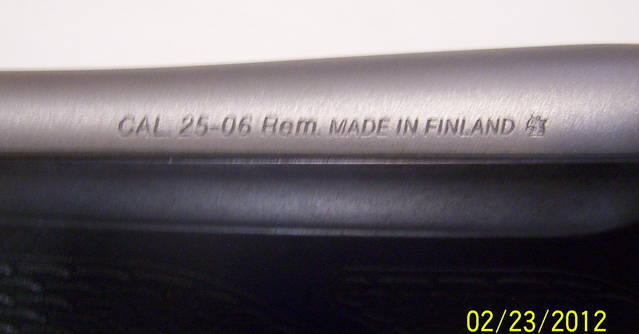 CAL. 25-06 Rem. MADE IN FINLAND
02/23/2012